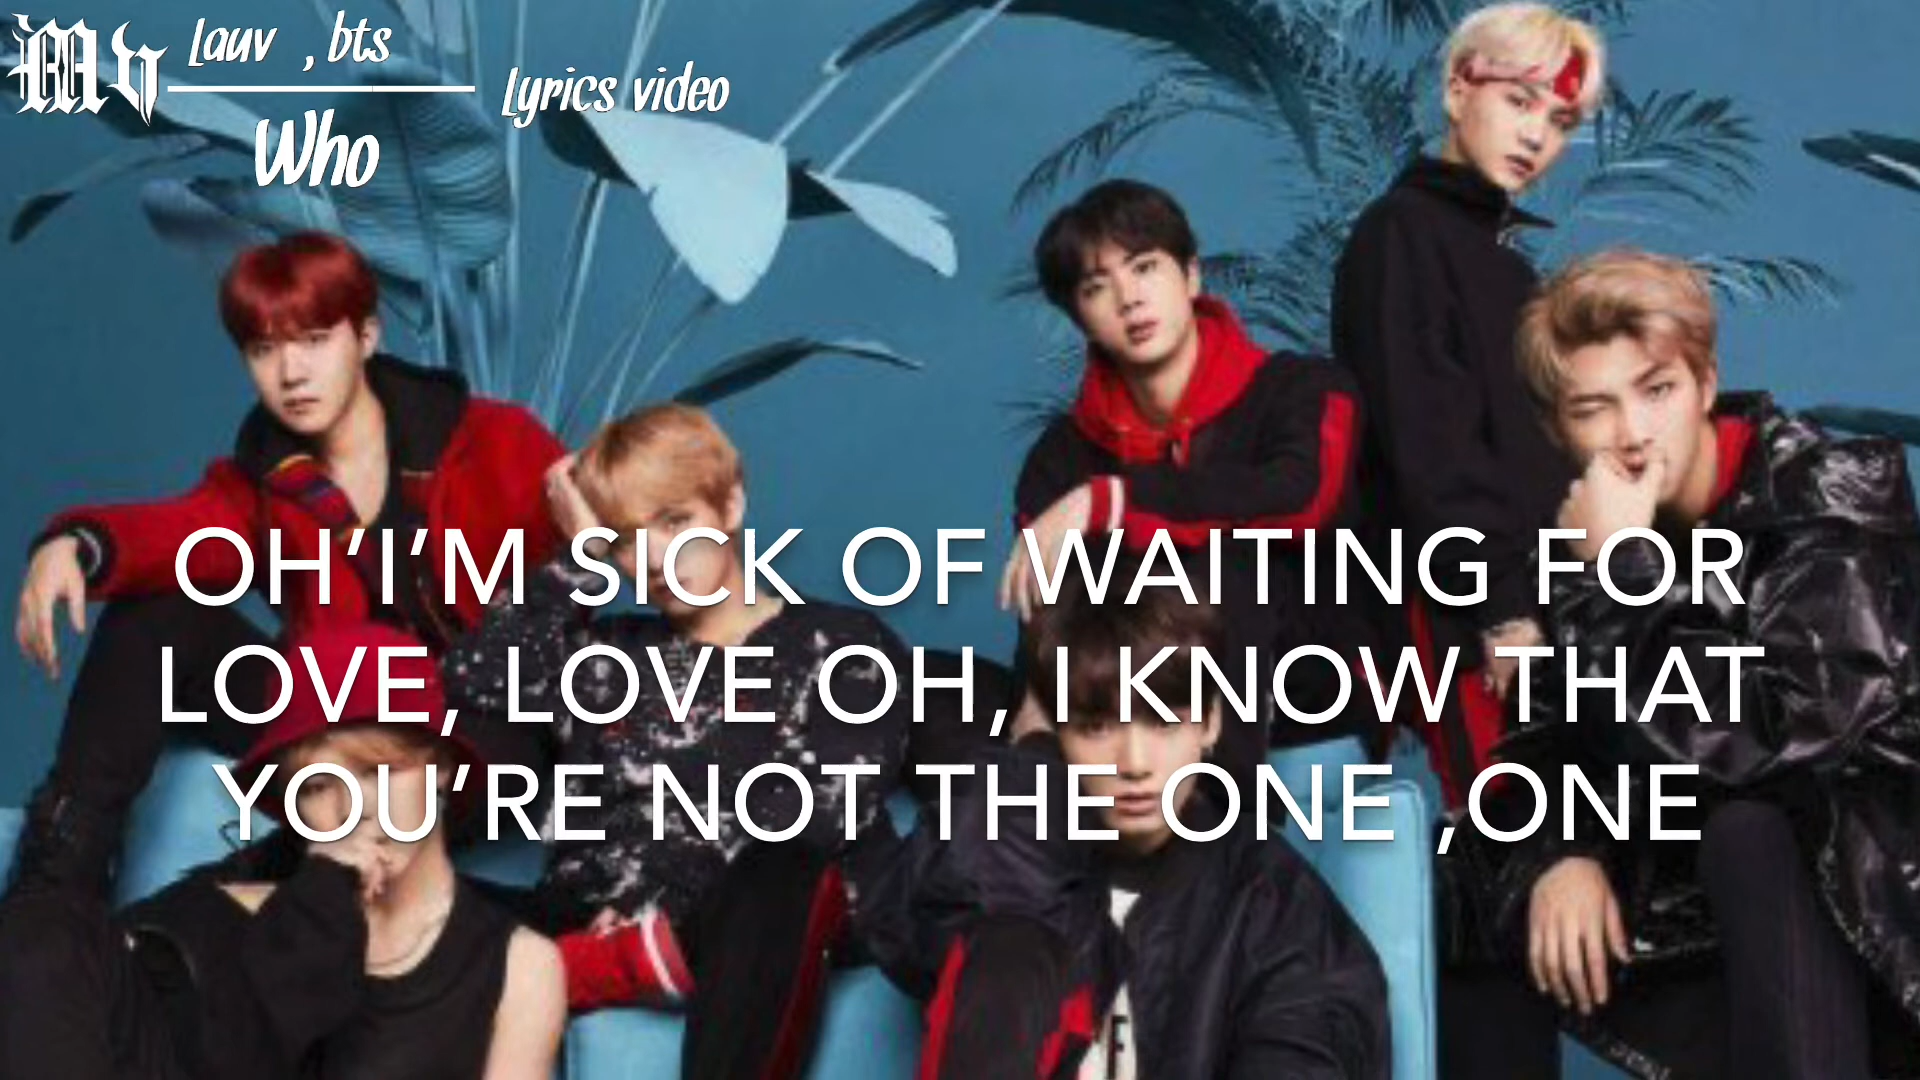 Mv
Lauv , bts
Who
Lyrics video
OH’I’M SICK OF WAITING FOR
LOVE, LOVE OH, I KNOW THAT
YOU’RE NOT THE ONE ,ONE